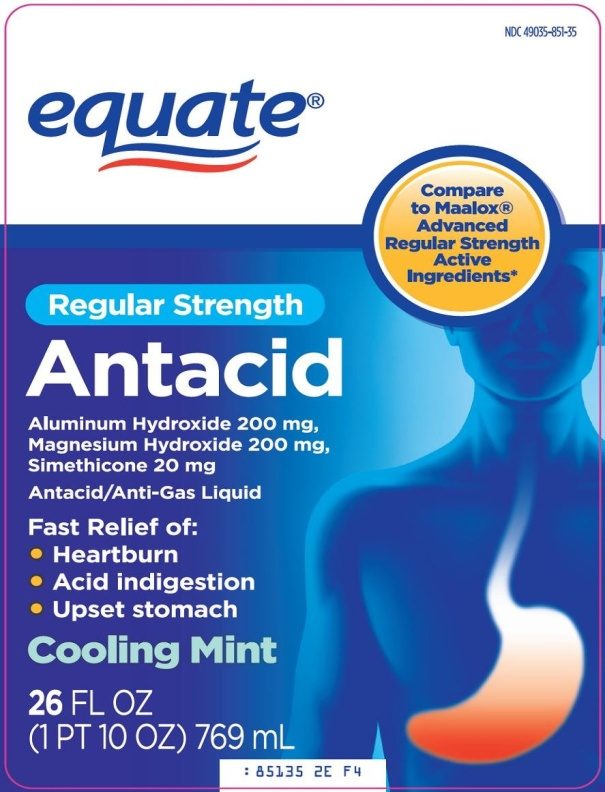 NDC 49035-851-35
equate®
Compare
to Maalox®
Advanced
Regular Strength
Active
Ingredients*
Regular Strength
Antacid
Aluminum Hydroxide 200 mg,
Magnesium Hydroxide 200 mg,
Simethicone 20 mg
Antacid/Anti-Gas Liquid
Fast Relief of:
• Heartburn
• Acid indigestion
• Upset stomach
Cooling Mint
26 FL OZ
(1 PT 10 OZ) 769 mL
: 85135 2E F4